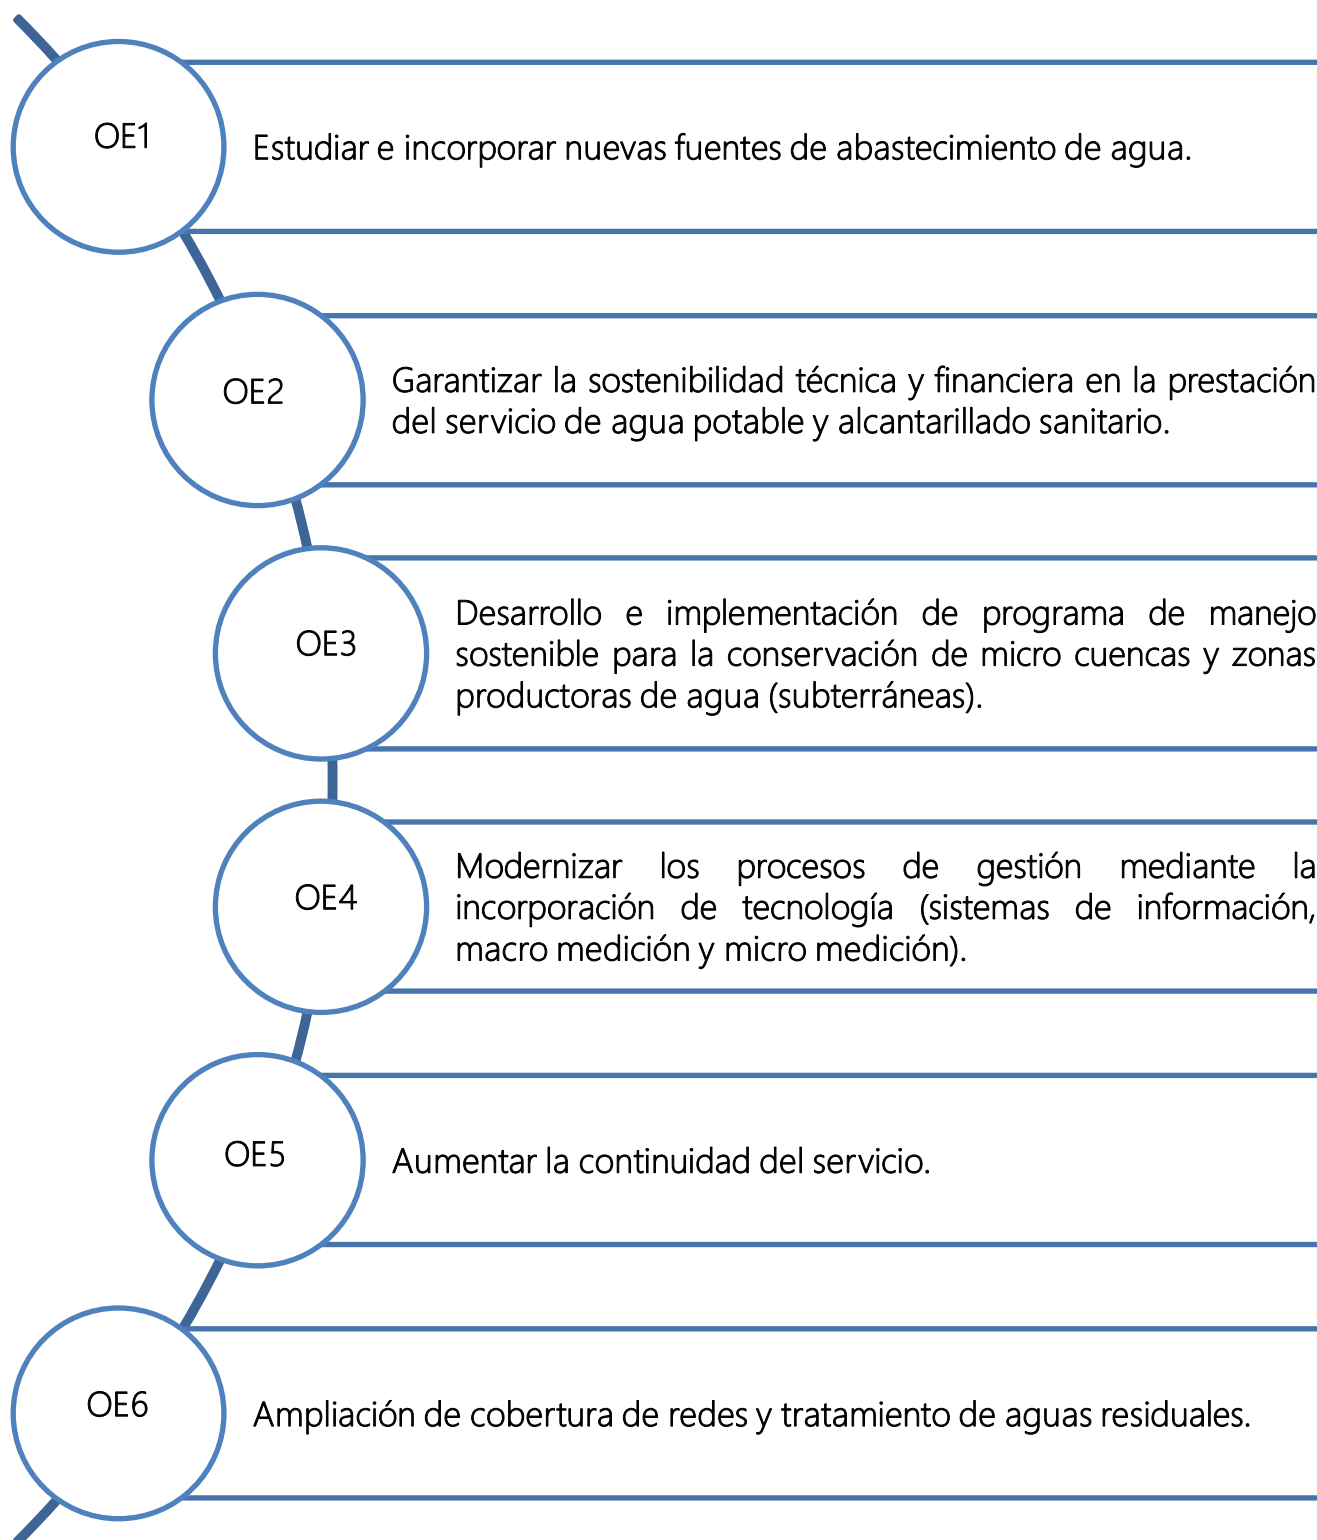 OE1
Estudiar e incorporar nuevas fuentes de abastecimiento de agua.
OE2
Garantizar la sostenibilidad técnica y financiera en la prestación
del servicio de agua potable y alcantarillado sanitario.
OE3
Desarrollo e implementación de programa de manejo
sostenible para la conservación de micro cuencas y zonas
productoras de agua (subterráneas).
OE4
Modernizar los procesos de gestión mediante la
incorporación de tecnología (sistemas de información,
macro medición y micro medición).
OE5
Aumentar la continuidad del servicio.
OE6
Ampliación de cobertura de redes y tratamiento de aguas residuales.